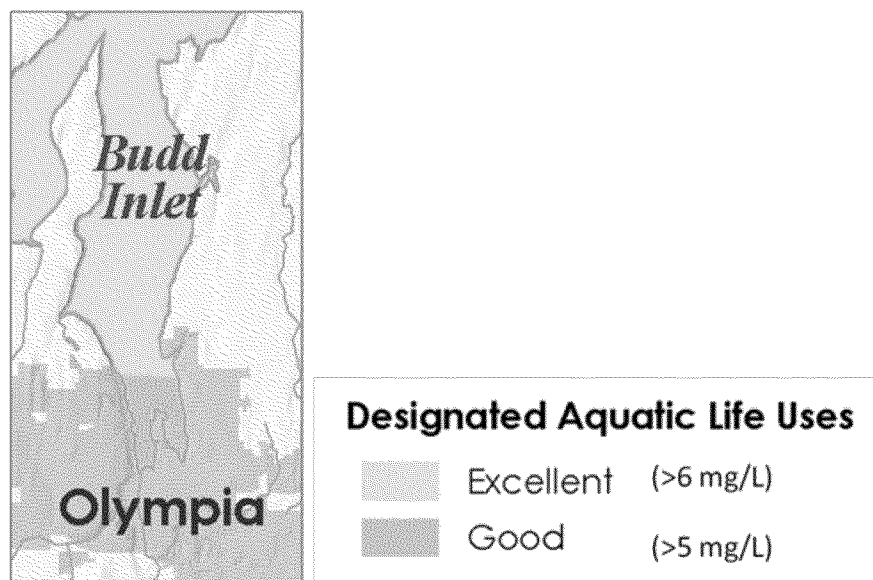 Budd
Inlet
Olympia
Designated Aquatic Life Uses
Excellent (>6 mg/L)
Good (>5 mg/L)